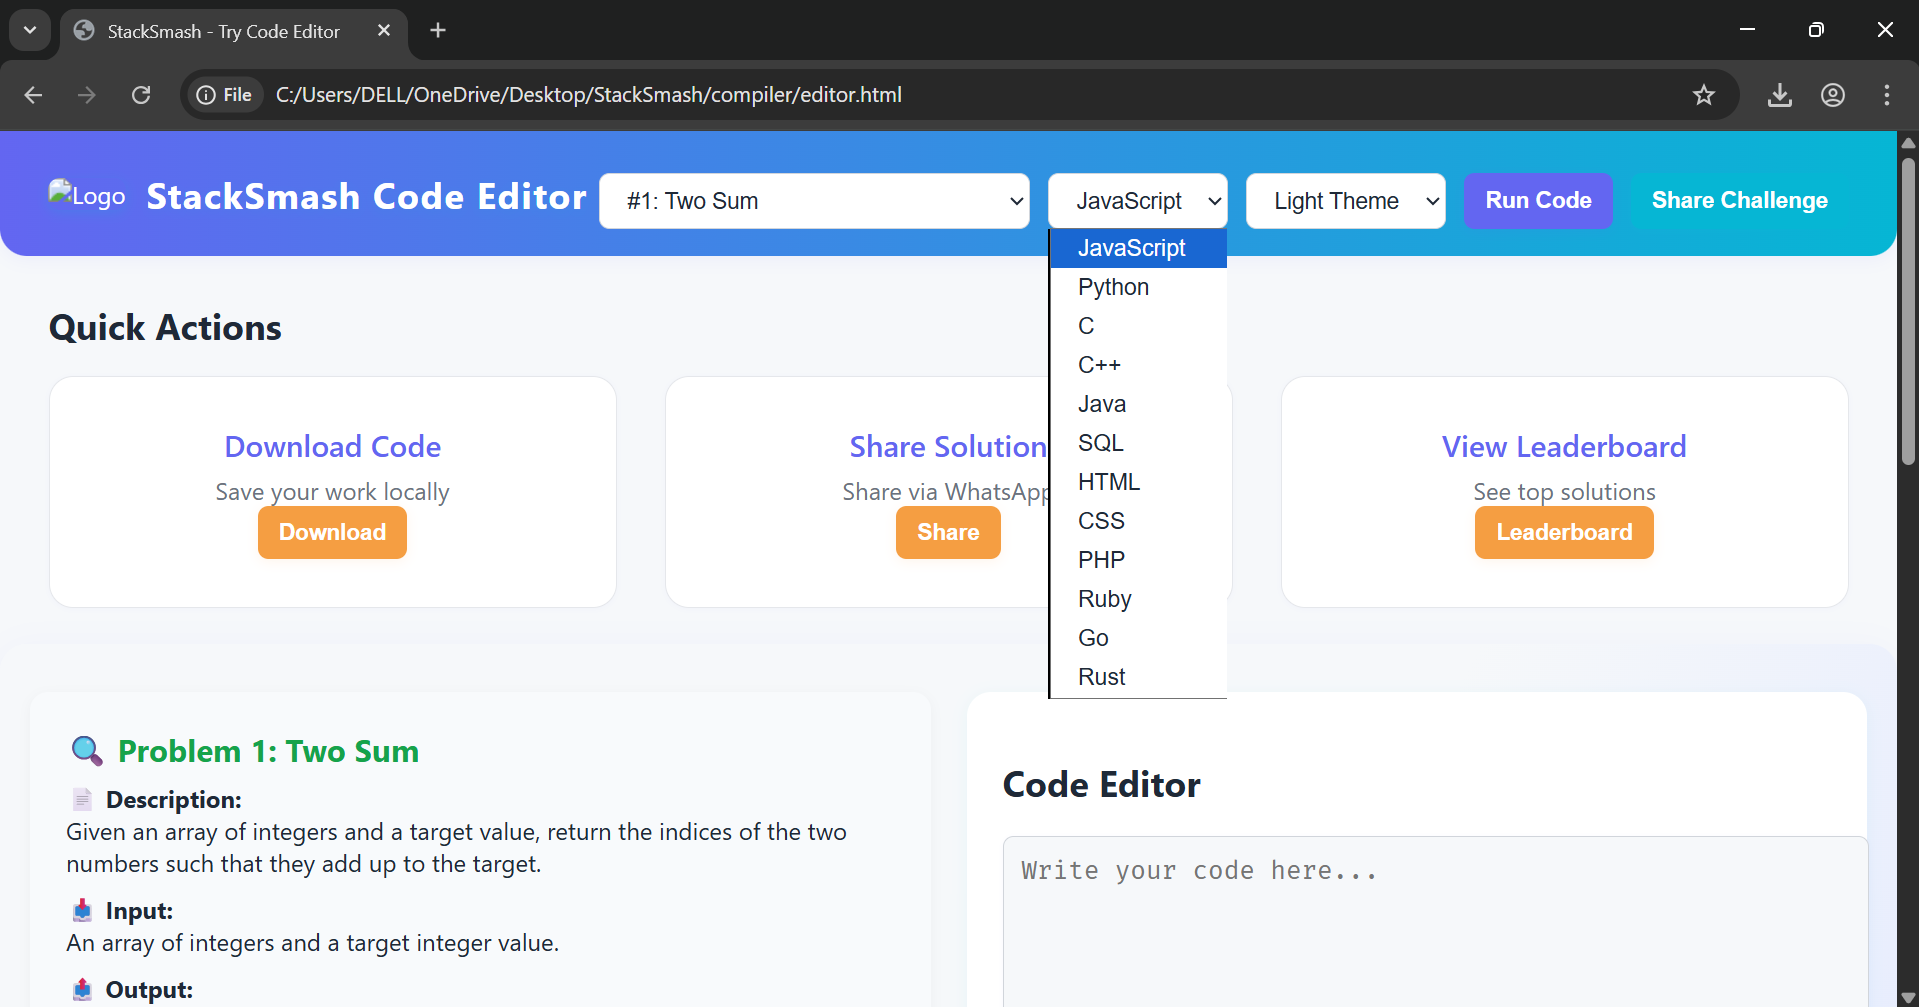 StackSmash - Try Code Editor
File C:/Users/DELL/OneDrive/Desktop/StackSmash/compiler/editor.html
Logo StackSmash Code Editor #1: Two Sum JavaScript Light Theme Run Code Share Challenge
JavaScript
Python
C
C++
Java
SQL
HTML
CSS
PHP
Ruby
Go
Rust
Quick Actions
Download Code
Save your work locally
Download
Share Solution
Share via WhatsApp
Share
View Leaderboard
See top solutions
Leaderboard
🔍 Problem 1: Two Sum
📄 Description:
Given an array of integers and a target value, return the indices of the two
numbers such that they add up to the target.
📥 Input:
An array of integers and a target integer value.
📤 Output:
Code Editor
Write your code here...